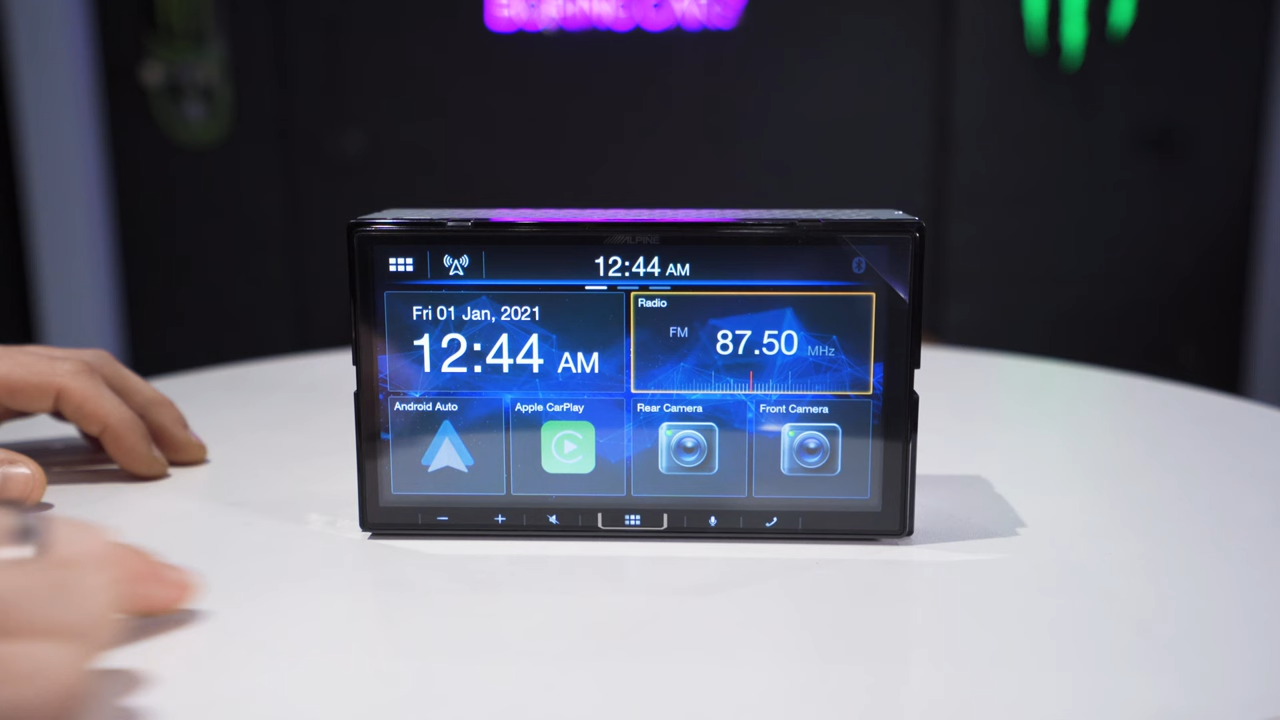 ALPINE
12:44 AM
Fri 01 Jan, 2021
12:44 AM
Radio
FM 87.50 MHz
Android Auto
Apple CarPlay
Rear Camera
Front Camera